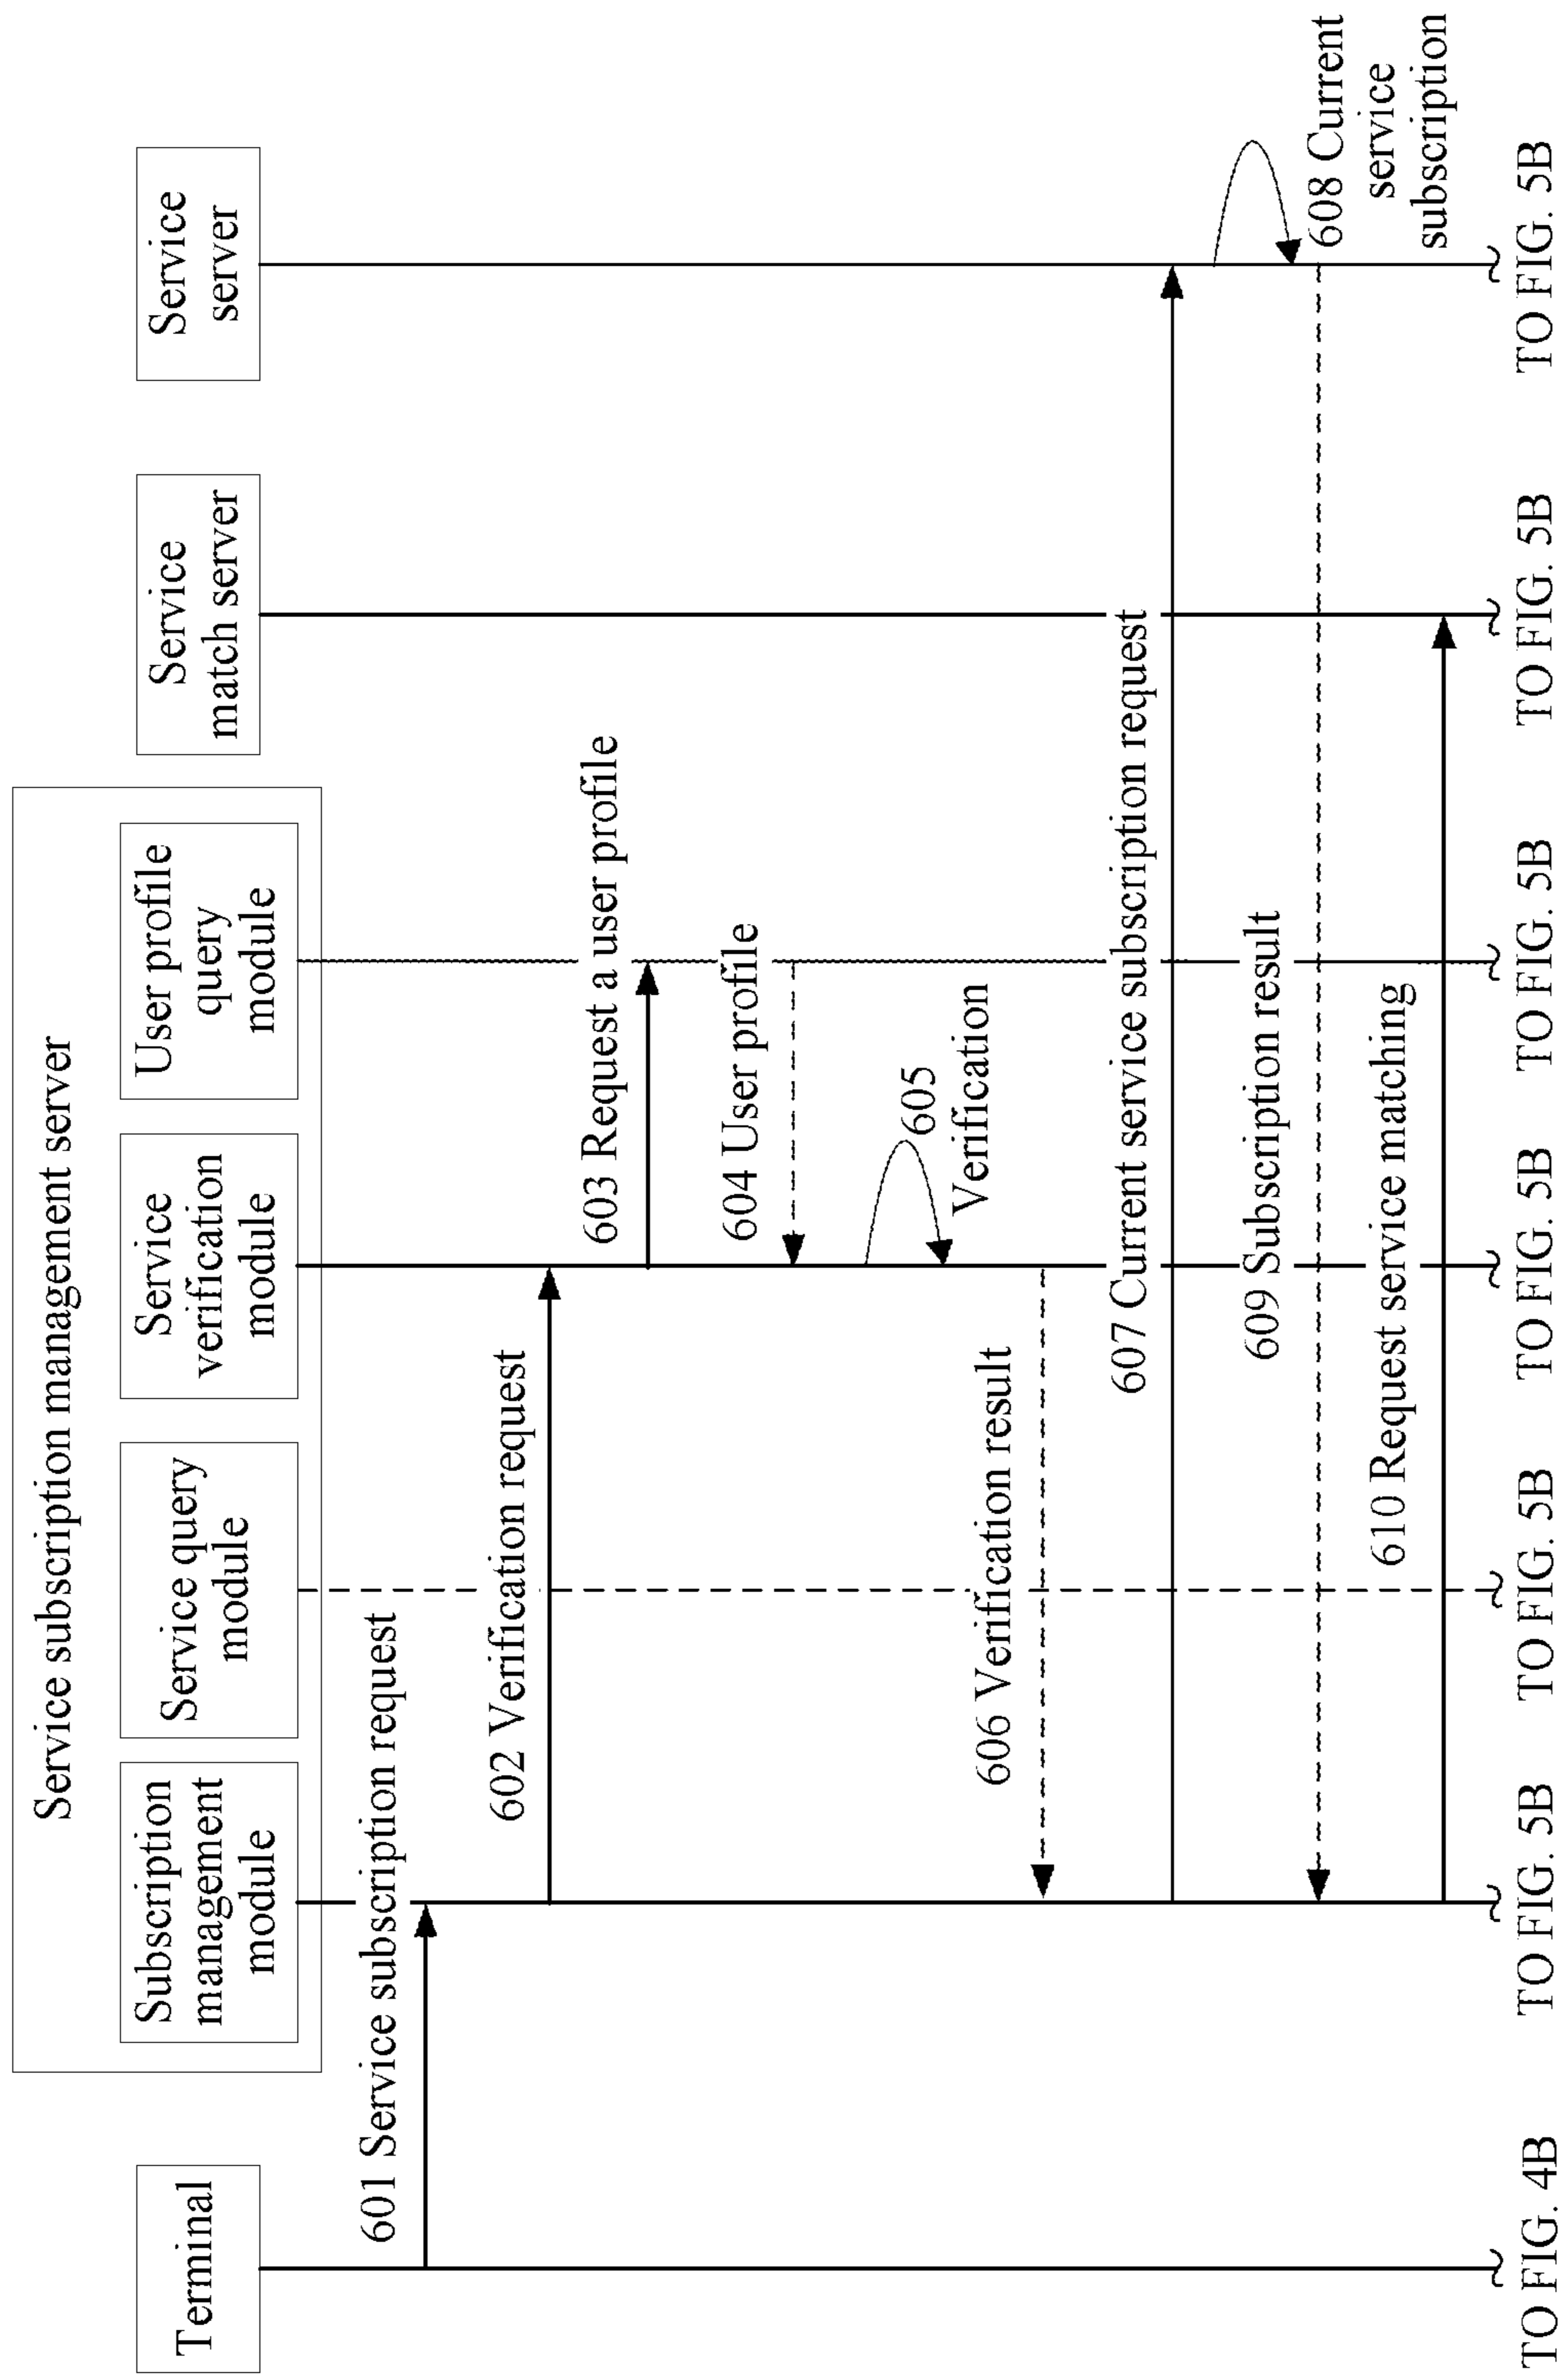 Service subscription management server
Terminal
Subscription
management
module
Service query
module
Service
verification
module
User profile
query
module
Service
match server
Service
server
601 Service subscription request
602 Verification request
603 Request a user profile
604 User profile
605
Verification
606 Verification result
607 Current service subscription request
608 Current
service
subscription
609 Subscription result
610 Request service matching
TO FIG. 4B
TO FIG. 5B
TO FIG. 5B
TO FIG. 5B
TO FIG. 5B
TO FIG. 5B
TO FIG. 5B